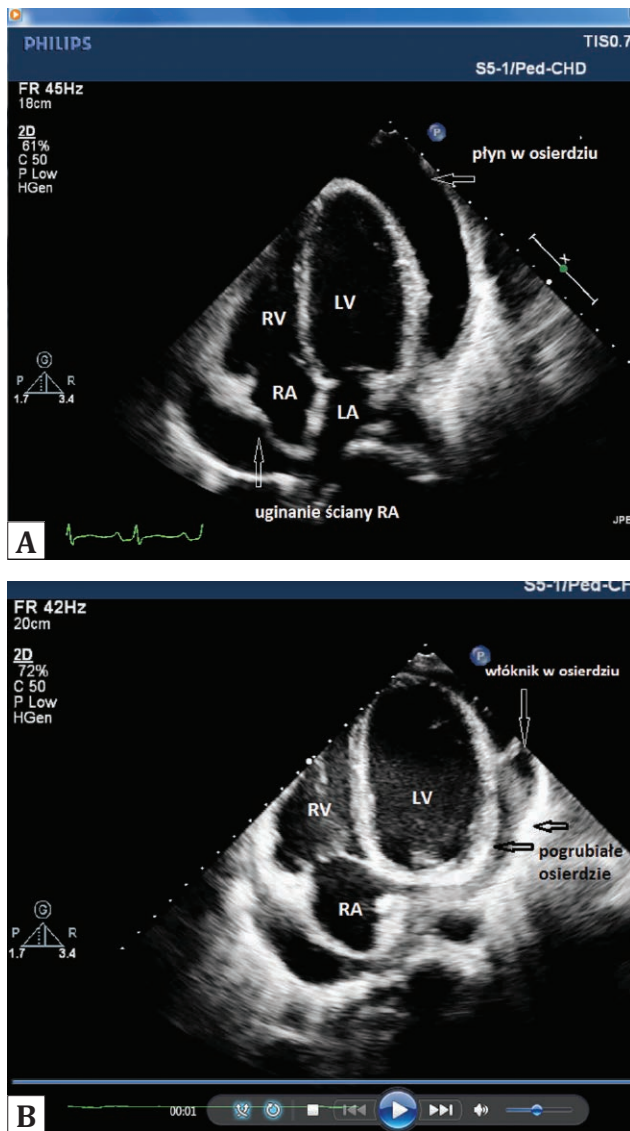 PHILIPS
TIS0.7
S5-1/Ped-CHD
FR 45Hz
18cm
2D
61%
C 50
P Low
HGen
P
płyn w osierdziu
x
RV
LV
RA
LA
G
P R
1.7 3.4
uginanie ściany RA
JPE
A
S5-1/Ped-CH
FR 42Hz
20cm
2D
72%
C 50
P Low
HGen
P
włóknik w osierdziu
RV
LV
pogrubiałe
osierdzie
RA
G
P R
1.7 3.4
B
00:01